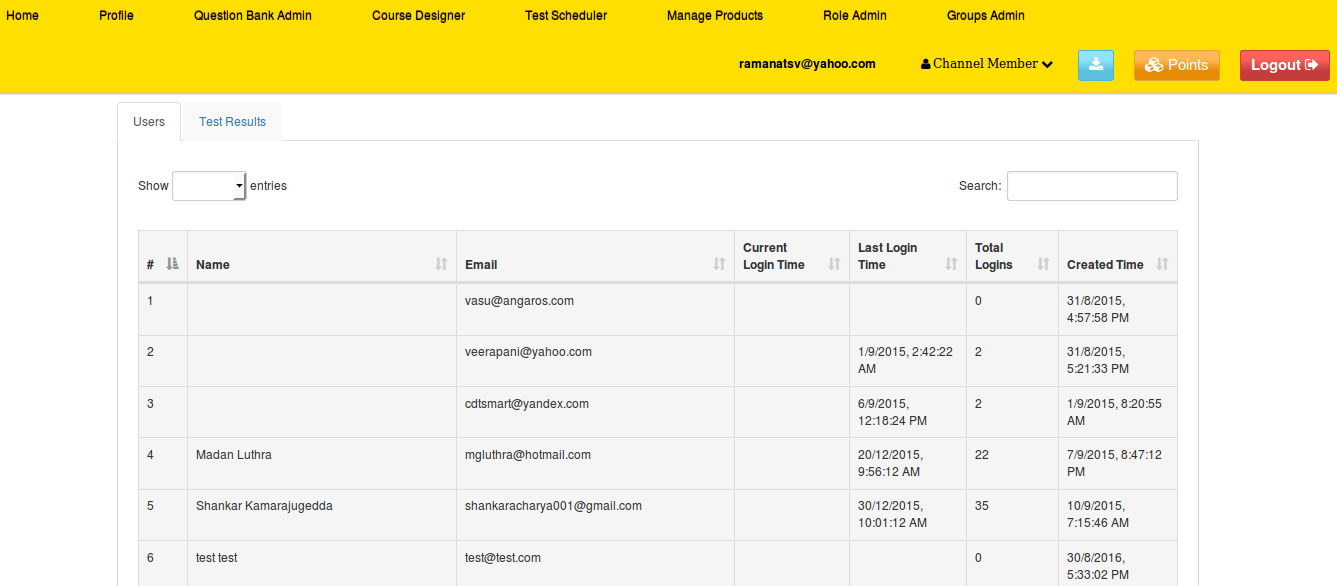 Home Profile Question Bank Admin Course Designer Test Scheduler Manage Products Role Admin Groups Admin
ramanatsv@yahoo.com Channel Member Points Logout
Users Test Results
Show entries Search:
# Name Email Current Login Time Last Login Time Total Logins Created Time
1 vasu@angaros.com 0 31/8/2015, 4:57:58 PM
2 veerapani@yahoo.com 1/9/2015, 2:42:22 AM 2 31/8/2015, 5:21:33 PM
3 cdtsmart@yandex.com 6/9/2015, 12:18:24 PM 2 1/9/2015, 8:20:55 AM
4 Madan Luthra mgluthra@hotmail.com 20/12/2015, 9:56:12 AM 22 7/9/2015, 8:47:12 PM
5 Shankar Kamarajugedda shankaracharya001@gmail.com 30/12/2015, 10:01:12 AM 35 10/9/2015, 7:15:46 AM
6 test test test@test.com 0 30/8/2016, 5:33:02 PM